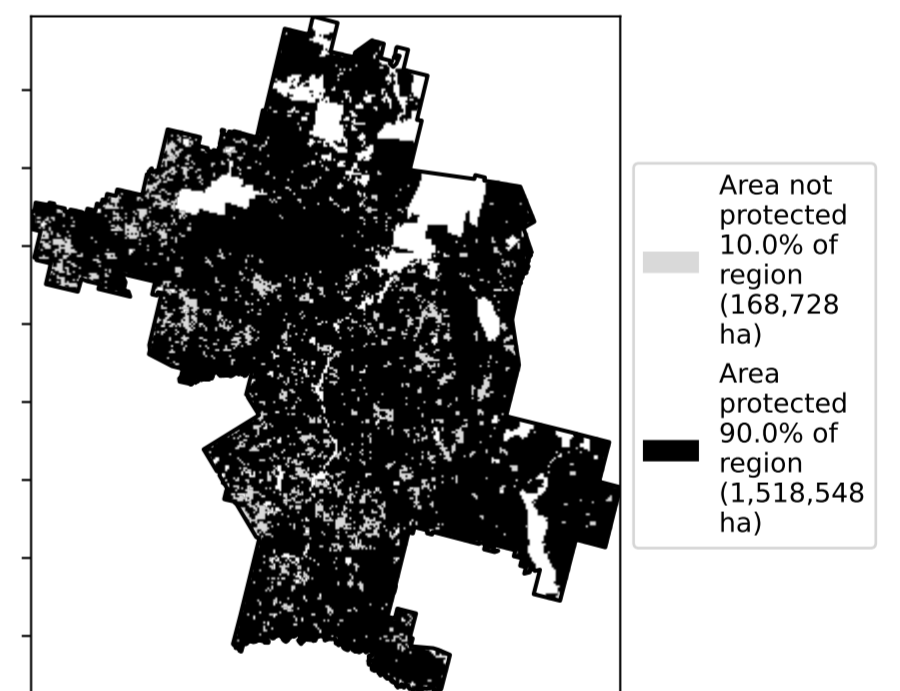 Area not
protected
10.0% of
region
(168,728
ha)
Area
protected
90.0% of
region
(1,518,548
ha)